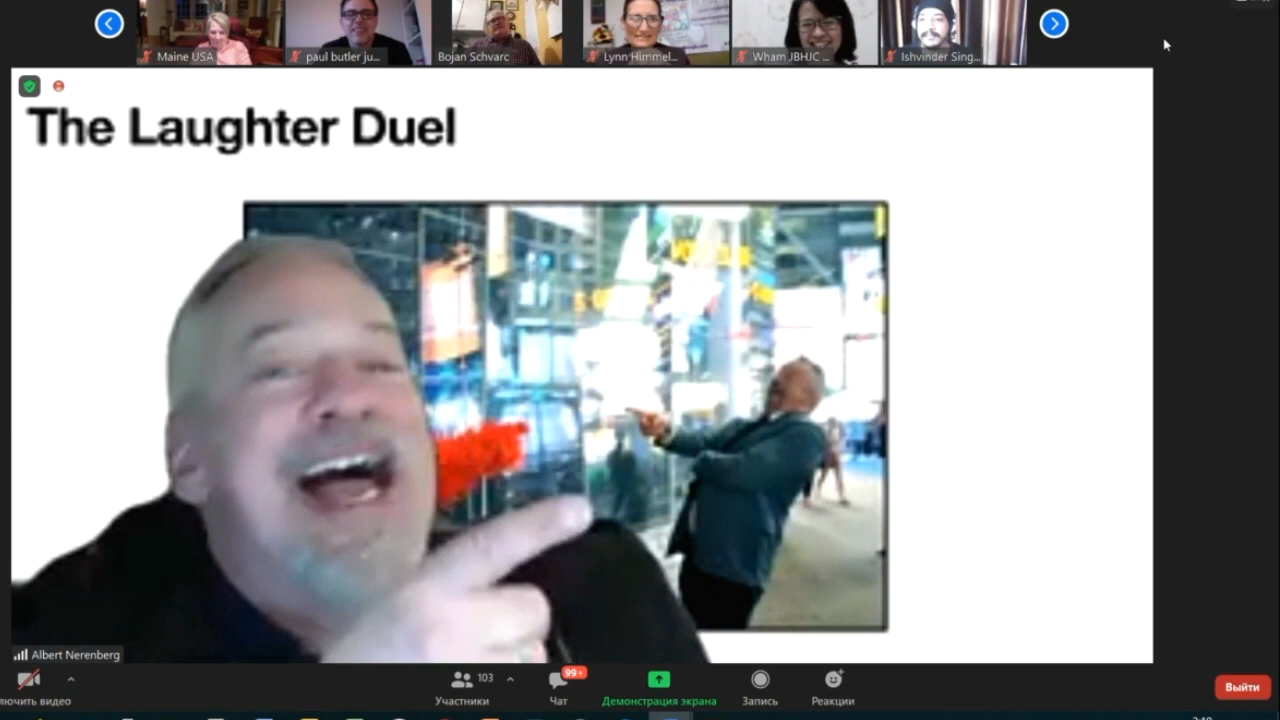 Maine USA
paul butler ju...
Bojan Schvarc
Lynn Himmel...
Wham JBHJC ...
Ishvinder Sing...
The Laughter Duel
Albert Nerenberg
лючить видео
103
Участники
99+
Чат
Демонстрация экрана
Запись
Реакции
Выйти